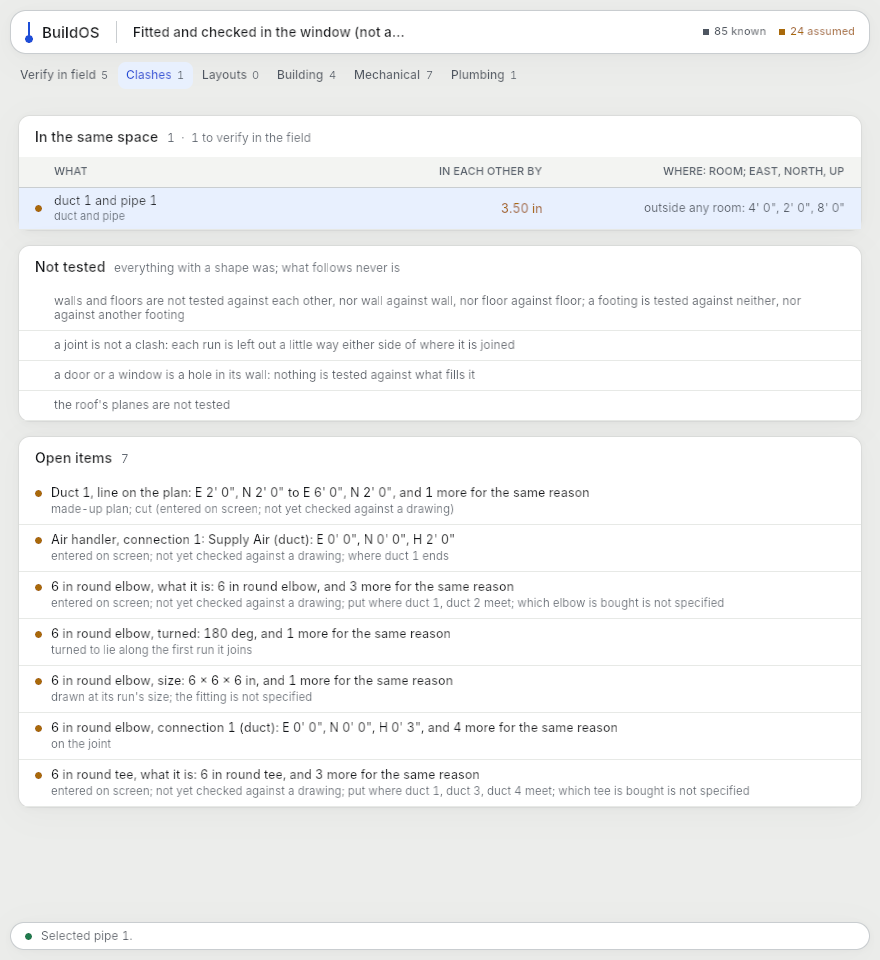 BuildOS
Fitted and checked in the window (not a...
85 known
24 assumed
Verify in field 5
Clashes 1
Layouts 0
Building 4
Mechanical 7
Plumbing 1
In the same space 1 · 1 to verify in the field
WHAT
IN EACH OTHER BY
WHERE: ROOM; EAST, NORTH, UP
duct 1 and pipe 1
duct and pipe
3.50 in
outside any room: 4' 0", 2' 0", 8' 0"
Not tested everything with a shape was; what follows never is
walls and floors are not tested against each other, nor wall against wall, nor floor against floor; a footing is tested against neither, nor
against another footing
a joint is not a clash: each run is left out a little way either side of where it is joined
a door or a window is a hole in its wall: nothing is tested against what fills it
the roof's planes are not tested
Open items 7
Duct 1, line on the plan: E 2' 0", N 2' 0" to E 6' 0", N 2' 0", and 1 more for the same reason
made-up plan; cut (entered on screen; not yet checked against a drawing)
Air handler, connection 1: Supply Air (duct): E 0' 0", N 0' 0", H 2' 0"
entered on screen; not yet checked against a drawing; where duct 1 ends
6 in round elbow, what it is: 6 in round elbow, and 3 more for the same reason
entered on screen; not yet checked against a drawing; put where duct 1, duct 2 meet; which elbow is bought is not specified
6 in round elbow, turned: 180 deg, and 1 more for the same reason
turned to lie along the first run it joins
6 in round elbow, size: 6 × 6 × 6 in, and 1 more for the same reason
drawn at its run's size; the fitting is not specified
6 in round elbow, connection 1 (duct): E 0' 0", N 0' 0", H 0' 3", and 4 more for the same reason
on the joint
6 in round tee, what it is: 6 in round tee, and 3 more for the same reason
entered on screen; not yet checked against a drawing; put where duct 1, duct 3, duct 4 meet; which tee is bought is not specified
Selected pipe 1.